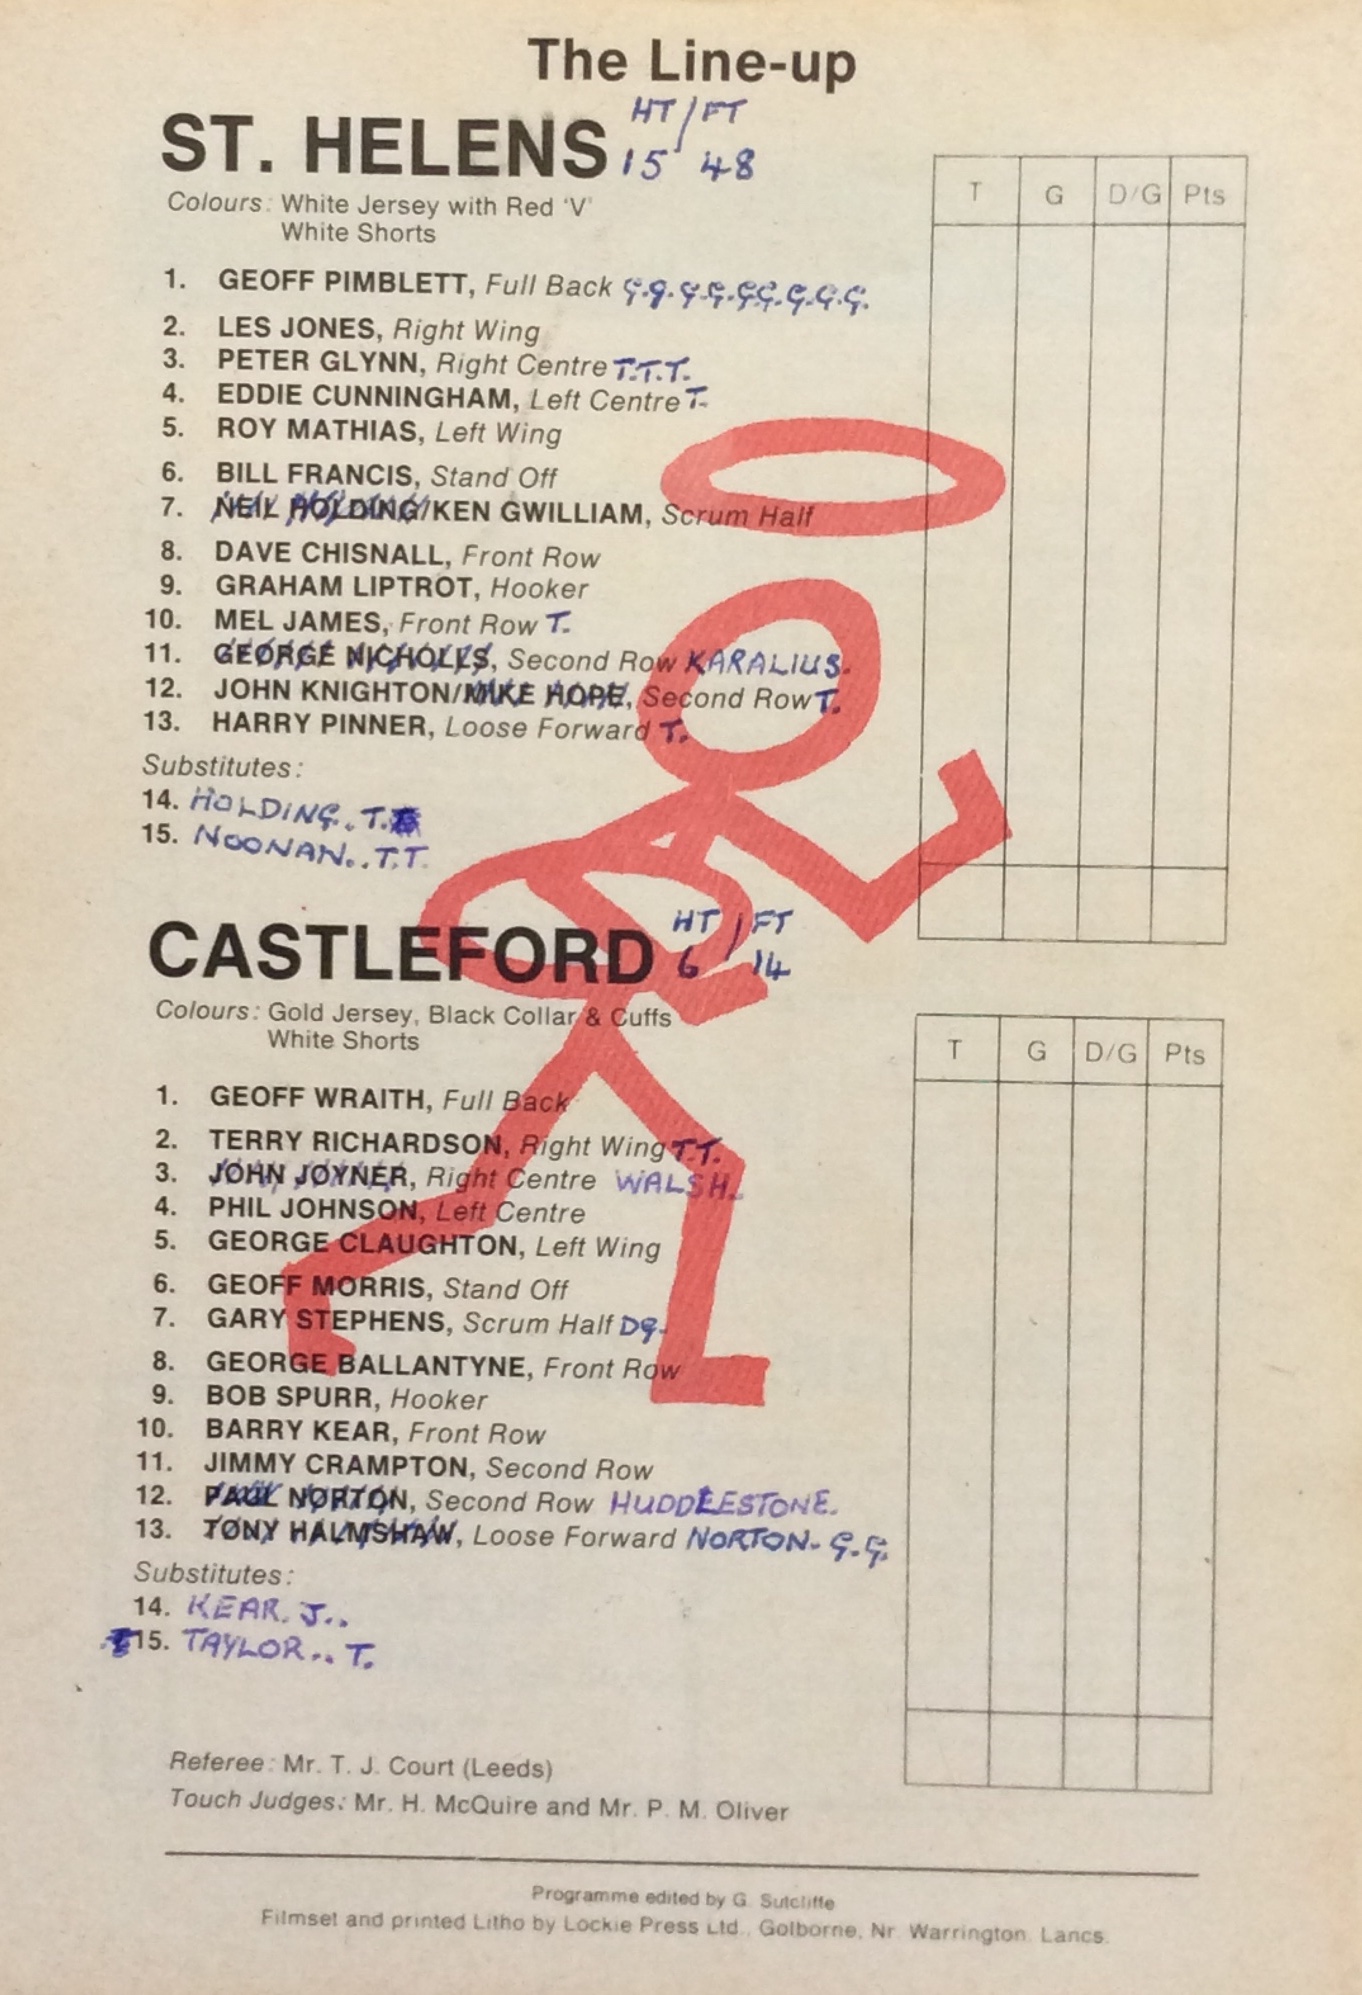 The Line-up
ST. HELENS HT/FT
15 48
Colours: White Jersey with Red 'V'
White Shorts
T G D/G Pts
1. GEOFF PIMBLETT, Full Back G.G.G.G.GG.G.G.G.
2. LES JONES, Right Wing
3. PETER GLYNN, Right Centre T.T.T.
4. EDDIE CUNNINGHAM, Left Centre T.
5. ROY MATHIAS, Left Wing
6. BILL FRANCIS, Stand Off
7. NEIL HOLDING/KEN GWILLIAM, Scrum Half
8. DAVE CHISNALL, Front Row
9. GRAHAM LIPTROT, Hooker
10. MEL JAMES, Front Row T.
11. GEORGE NICHOLLS, Second Row KARALIUS.
12. JOHN KNIGHTON/MIKE HOPE, Second Row T.
13. HARRY PINNER, Loose Forward T.
Substitutes:
14. HOLDING. T.
15. NOONAN.. T.T.
CASTLEFORD HT/FT
6 14
Colours: Gold Jersey, Black Collar & Cuffs
White Shorts
T G D/G Pts
1. GEOFF WRAITH, Full Back
2. TERRY RICHARDSON, Right Wing T.T.
3. JOHN JOYNER, Right Centre WALSH.
4. PHIL JOHNSON, Left Centre
5. GEORGE CLAUGHTON, Left Wing
6. GEOFF MORRIS, Stand Off
7. GARY STEPHENS, Scrum Half DG.
8. GEORGE BALLANTYNE, Front Row
9. BOB SPURR, Hooker
10. BARRY KEAR, Front Row
11. JIMMY CRAMPTON, Second Row
12. PAUL NORTON, Second Row HUDDLESTONE.
13. TONY HALMSHAW, Loose Forward NORTON. G.G.
Substitutes:
14. KEAR. J..
15. TAYLOR.. T.
Referee: Mr. T. J. Court (Leeds)
Touch Judges: Mr. H. McQuire and Mr. P. M. Oliver
Programme edited by G. Sutcliffe
Filmset and printed Litho by Lockie Press Ltd., Golborne, Nr. Warrington. Lancs.